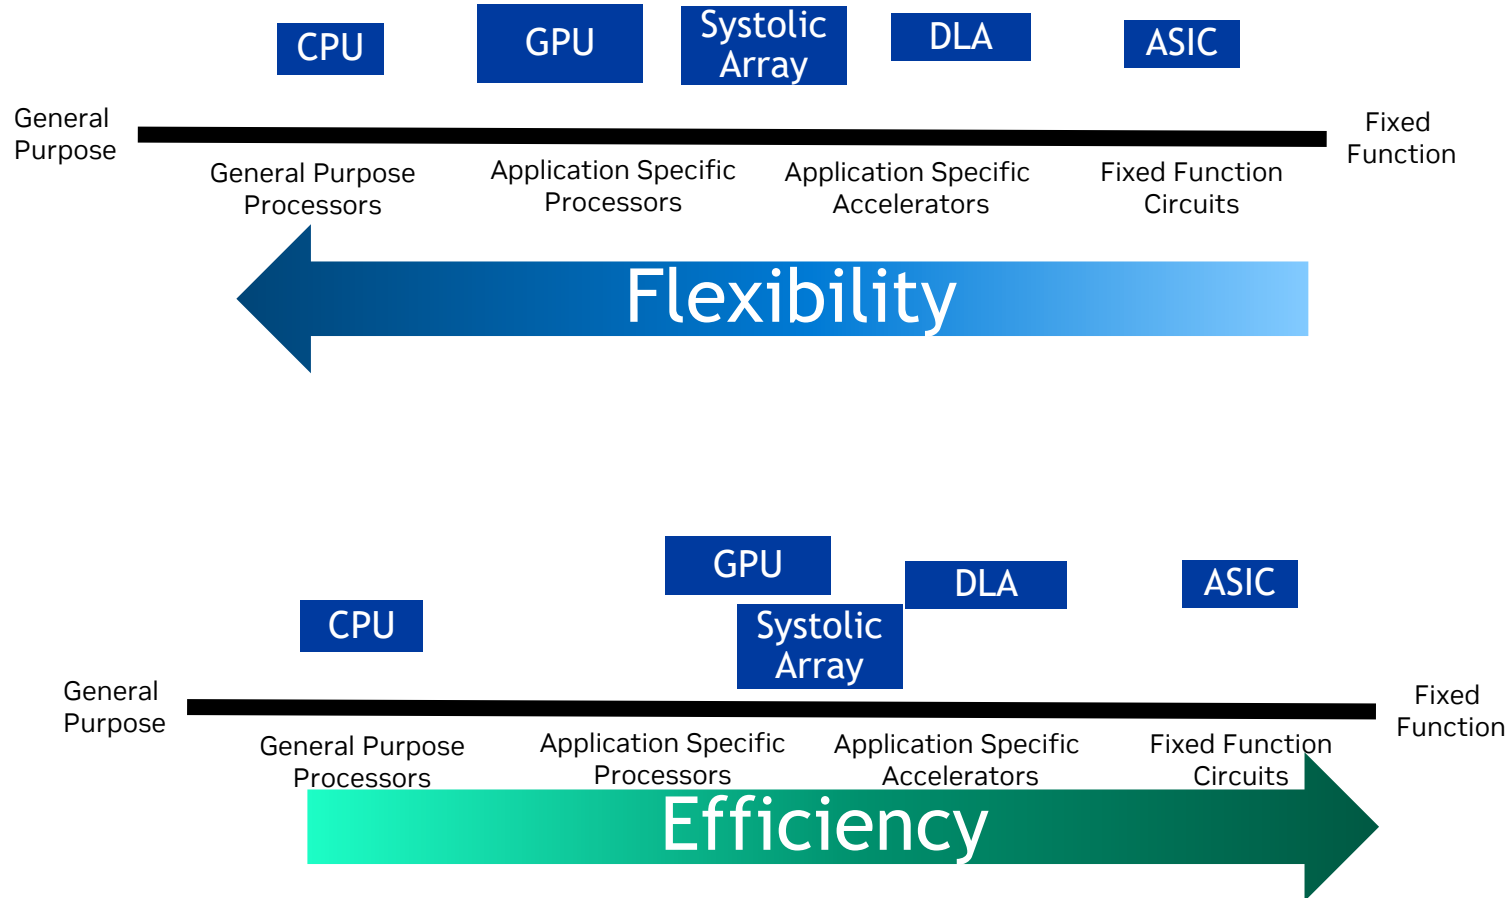 CPU
GPU
Systolic
Array
DLA
ASIC
General
Purpose
Fixed
Function
General Purpose
Processors
Application Specific
Processors
Application Specific
Accelerators
Fixed Function
Circuits
Flexibility
GPU
DLA
ASIC
CPU
Systolic
Array
General
Purpose
Fixed
Function
General Purpose
Processors
Application Specific
Processors
Application Specific
Accelerators
Fixed Function
Circuits
Efficiency